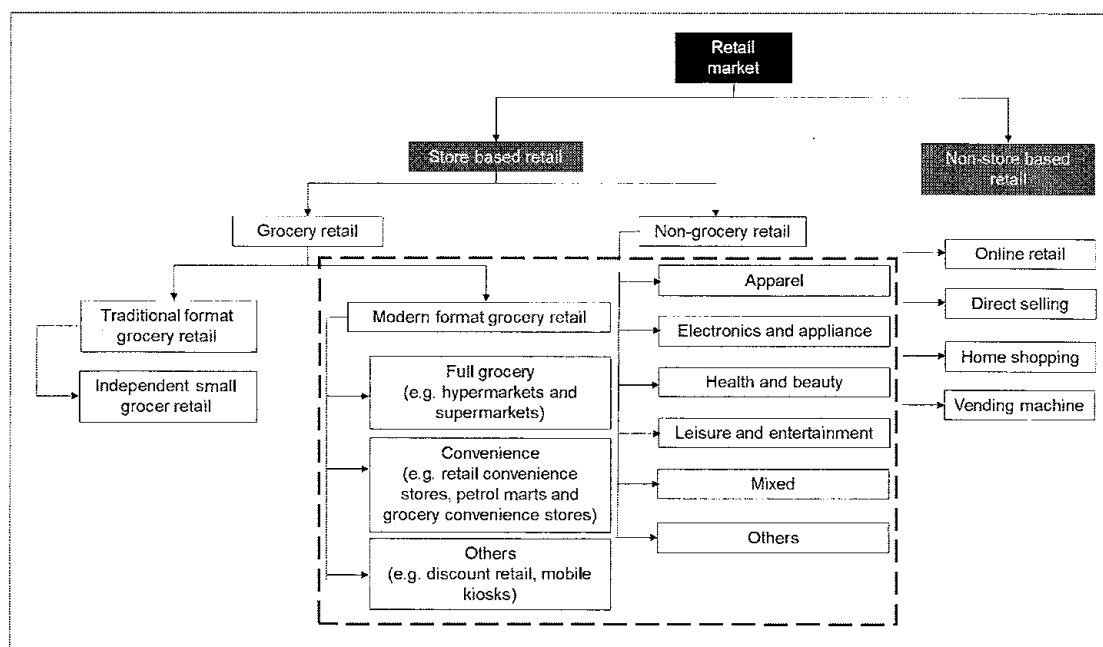 Retail
market
Store based retail
Non-store based
retail
Grocery retail
Non-grocery retail
Traditional format
grocery retail
Independent small
grocer retail
Modern format grocery retail
Full grocery
(e.g. hypermarkets and
supermarkets)
Convenience
(e.g. retail convenience
stores, petrol marts and
grocery convenience stores)
Others
(e.g. discount retail, mobile
kiosks)
Apparel
Electronics and appliance
Health and beauty
Leisure and entertainment
Mixed
Others
Online retail
Direct selling
Home shopping
Vending machine